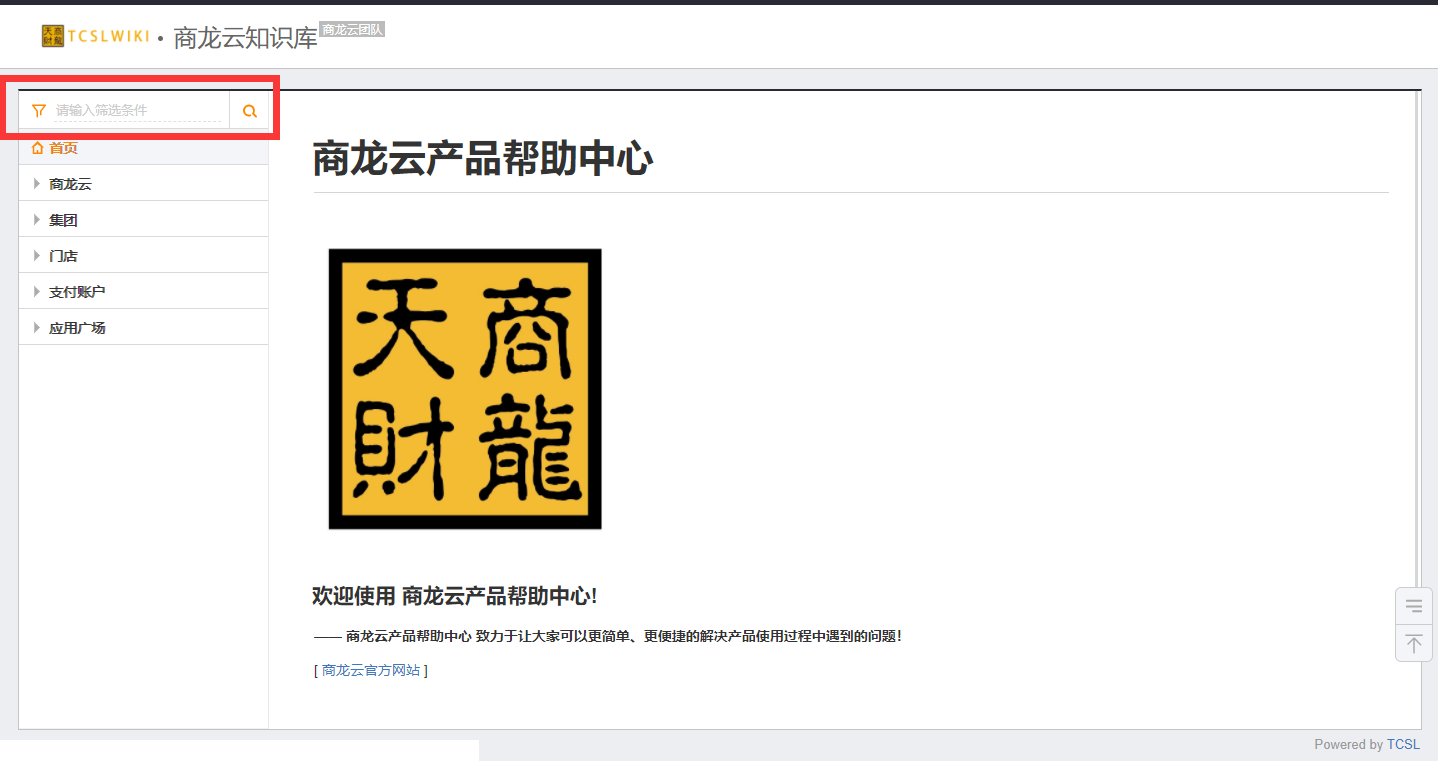 天商
财龍
TCSLWIKI • 商龙云知识库 商龙云团队
请输入筛选条件
首页
商龙云
集团
门店
支付账户
应用广场
商龙云产品帮助中心
天商
財龍
欢迎使用 商龙云产品帮助中心!
—— 商龙云产品帮助中心 致力于让大家可以更简单、更便捷的解决产品使用过程中遇到的问题！
[ 商龙云官方网站 ]
Powered by TCSL